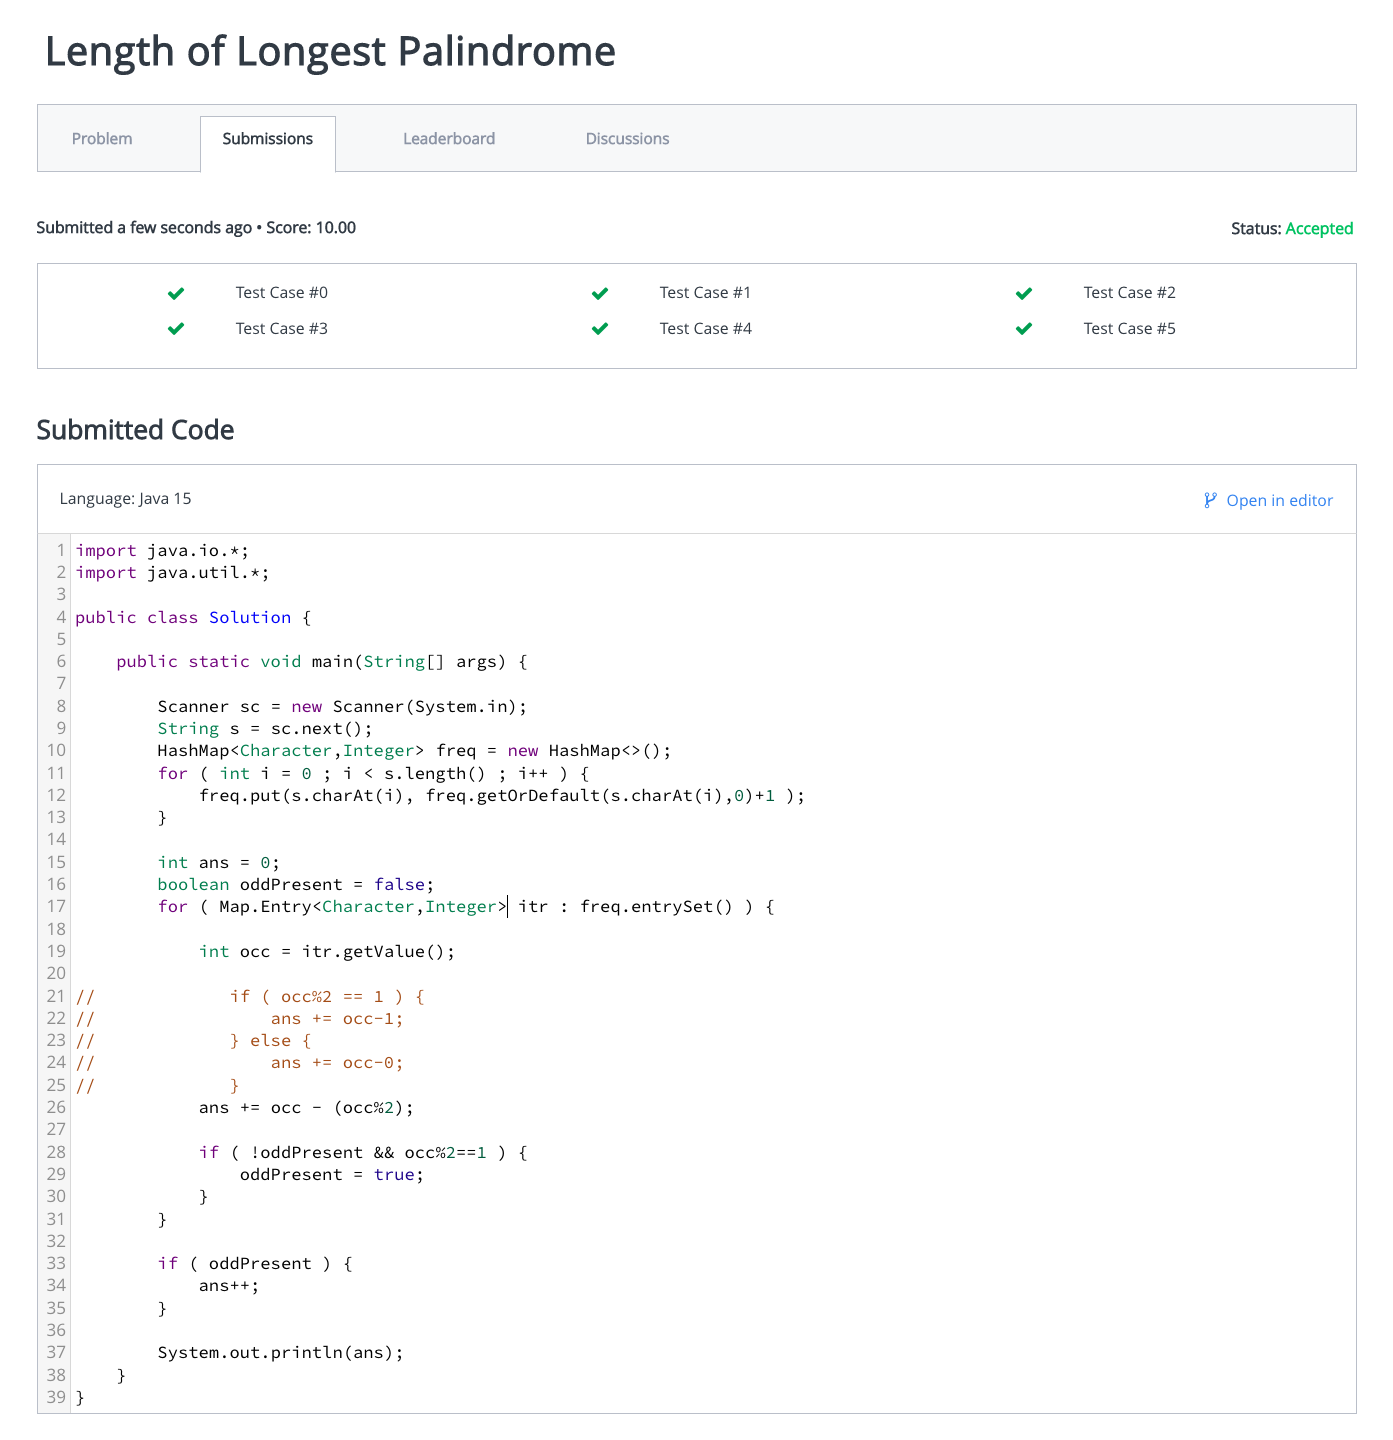 Length of Longest Palindrome
Problem Submissions Leaderboard Discussions
Submitted a few seconds ago • Score: 10.00 Status: Accepted
Test Case #0 Test Case #1 Test Case #2
Test Case #3 Test Case #4 Test Case #5
Submitted Code
Language: Java 15 Open in editor
1 import java.io.*;
2 import java.util.*;
3
4 public class Solution {
5
6     public static void main(String[] args) {
7
8         Scanner sc = new Scanner(System.in);
9         String s = sc.next();
10         HashMap<Character,Integer> freq = new HashMap<>();
11         for ( int i = 0 ; i < s.length() ; i++ ) {
12             freq.put(s.charAt(i), freq.getOrDefault(s.charAt(i),0)+1 );
13         }
14
15         int ans = 0;
16         boolean oddPresent = false;
17         for ( Map.Entry<Character,Integer> itr : freq.entrySet() ) {
18
19             int occ = itr.getValue();
20
21 //             if ( occ%2 == 1 ) {
22 //                 ans += occ-1;
23 //             } else {
24 //                 ans += occ-0;
25 //             }
26             ans += occ - (occ%2);
27
28             if ( !oddPresent && occ%2==1 ) {
29                 oddPresent = true;
30             }
31         }
32
33         if ( oddPresent ) {
34             ans++;
35         }
36
37         System.out.println(ans);
38     }
39 }